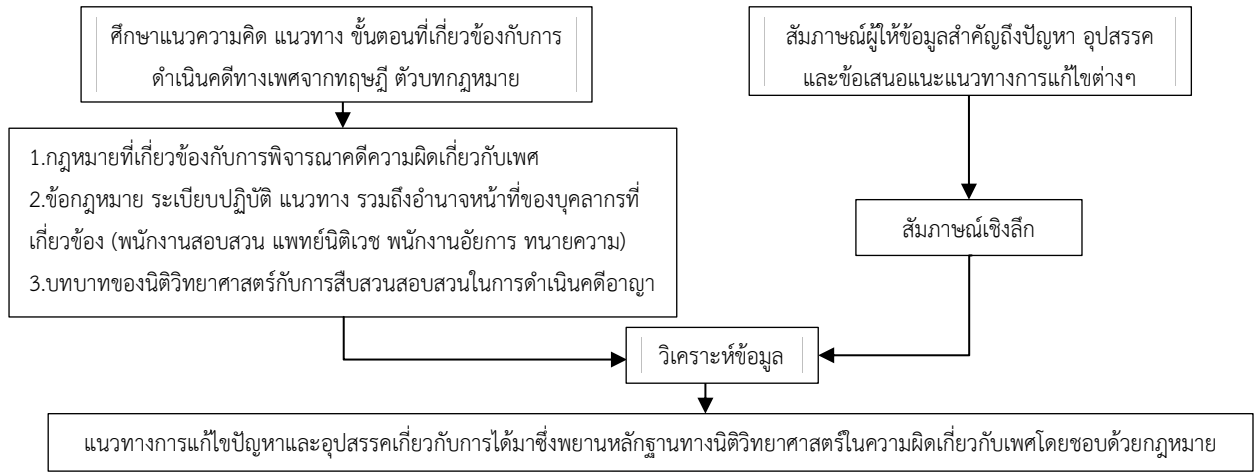 ศึกษาแนวความคิด แนวทาง ขั้นตอนที่เกี่ยวข้องกับการ
ดำเนินคดีทางเพศจากทฤษฎี ตัวบทกฎหมาย
สัมภาษณ์ผู้ให้ข้อมูลสำคัญถึงปัญหา อุปสรรค
และข้อเสนอแนะแนวทางการแก้ไขต่างๆ
1.กฎหมายที่เกี่ยวข้องกับการพิจารณาคดีความผิดเกี่ยวกับเพศ
2.ข้อกฎหมาย ระเบียบปฏิบัติ แนวทาง รวมถึงอำนาจหน้าที่ของบุคลากรที่
เกี่ยวข้อง (พนักงานสอบสวน แพทย์นิติเวช พนักงานอัยการ ทนายความ)
3.บทบาทของนิติวิทยาศาสตร์กับการสืบสวนสอบสวนในการดำเนินคดีอาญา
สัมภาษณ์เชิงลึก
วิเคราะห์ข้อมูล
แนวทางการแก้ไขปัญหาและอุปสรรคเกี่ยวกับการได้มาซึ่งพยานหลักฐานทางนิติวิทยาศาสตร์ในความผิดเกี่ยวกับเพศโดยชอบด้วยกฎหมาย